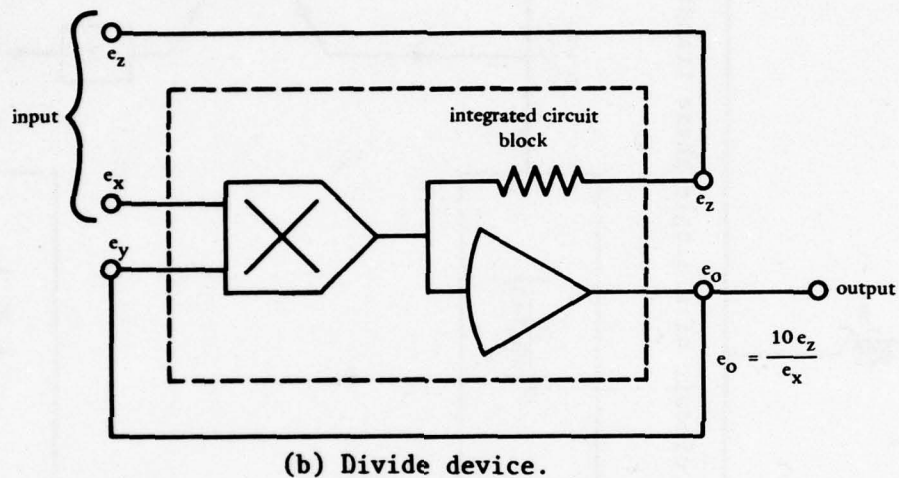 e_z
input
integrated circuit
block
e_x
e_z
e_y
e_o
output
e_o = 10 e_z / e_x
(b) Divide device.